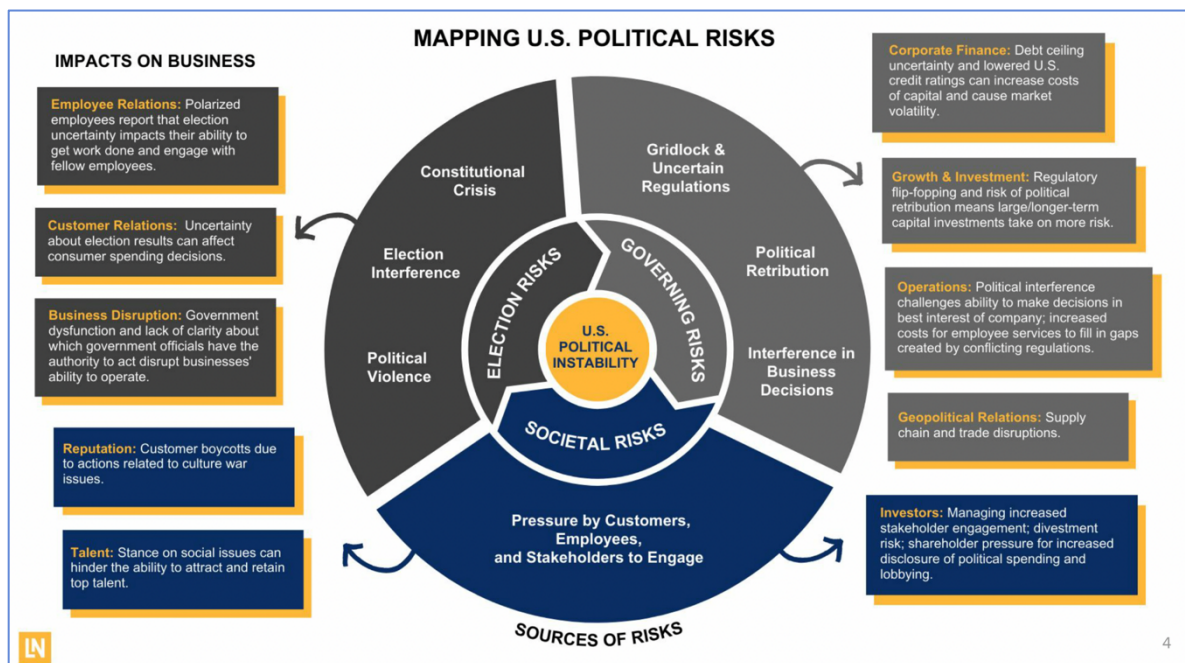 MAPPING U.S. POLITICAL RISKS
IMPACTS ON BUSINESS
Employee Relations: Polarized
employees report that election
uncertainty impacts their ability to
get work done and engage with
fellow employees.
Customer Relations: Uncertainty
about election results can affect
consumer spending decisions.
Business Disruption: Government
dysfunction and lack of clarity about
which government officials have the
authority to act disrupt businesses'
ability to operate.
Reputation: Customer boycotts due
to actions related to culture war
issues.
Talent: Stance on social issues can
hinder the ability to attract and retain
top talent.
Constitutional
Crisis
Election
Interference
Political
Violence
ELECTION RISKS
Gridlock &
Uncertain
Regulations
Political
Retribution
Interference in
Business
Decisions
GOVERNING RISKS
U.S.
POLITICAL
INSTABILITY
SOCIETAL RISKS
Pressure by Customers,
Employees,
and Stakeholders to Engage
SOURCES OF RISKS
Corporate Finance: Debt ceiling
uncertainty and lowered U.S.
credit ratings can increase costs
of capital and cause market
volatility.
Growth & Investment: Regulatory
flip-fopping and risk of political
retribution means large/longer-term
capital investments take on more risk.
Operations: Political interference
challenges ability to make decisions in
best interest of company; increased
costs for employee services to fill in gaps
created by conflicting regulations.
Geopolitical Relations: Supply
chain and trade disruptions.
Investors: Managing increased
stakeholder engagement; divestment
risk; shareholder pressure for increased
disclosure of political spending and
lobbying.
LN
4